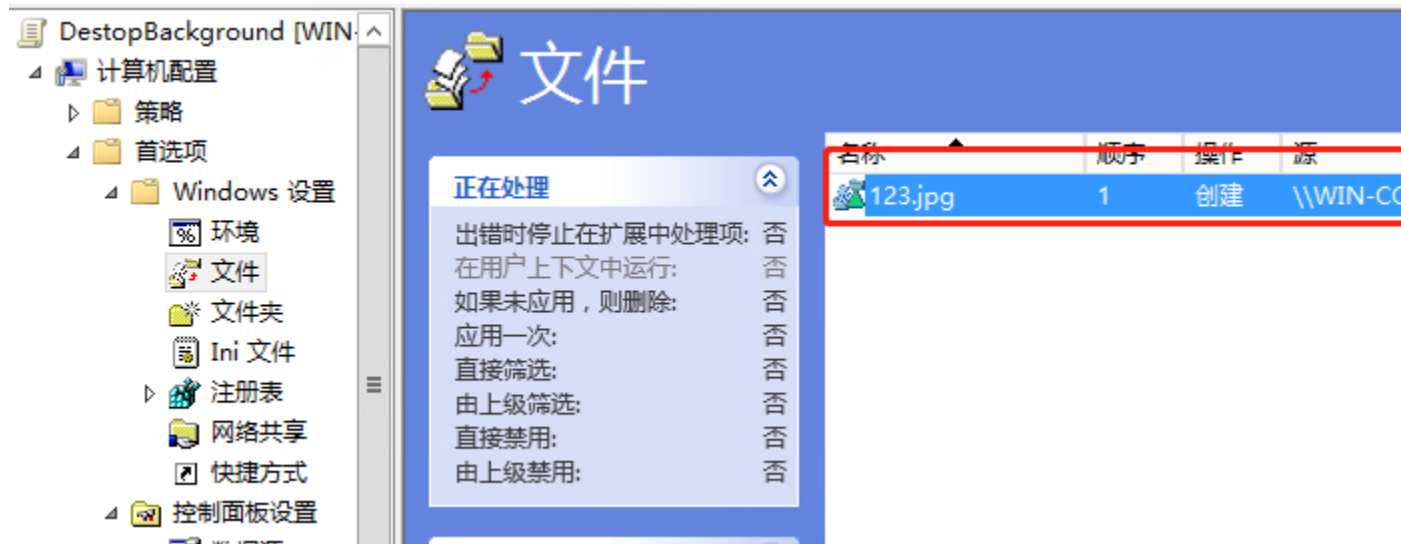 DestopBackground [WIN-
计算机配置
策略
首选项
Windows 设置
环境
文件
文件夹
Ini 文件
注册表
网络共享
快捷方式
控制面板设置
文件
正在处理
出错时停止在扩展中处理项: 否
在用户上下文中运行: 否
如果未应用，则删除: 否
应用一次: 否
直接筛选: 否
由上级筛选: 否
直接禁用: 否
由上级禁用: 否
名称 顺序 操作 源
123.jpg 1 创建 \\WIN-CO